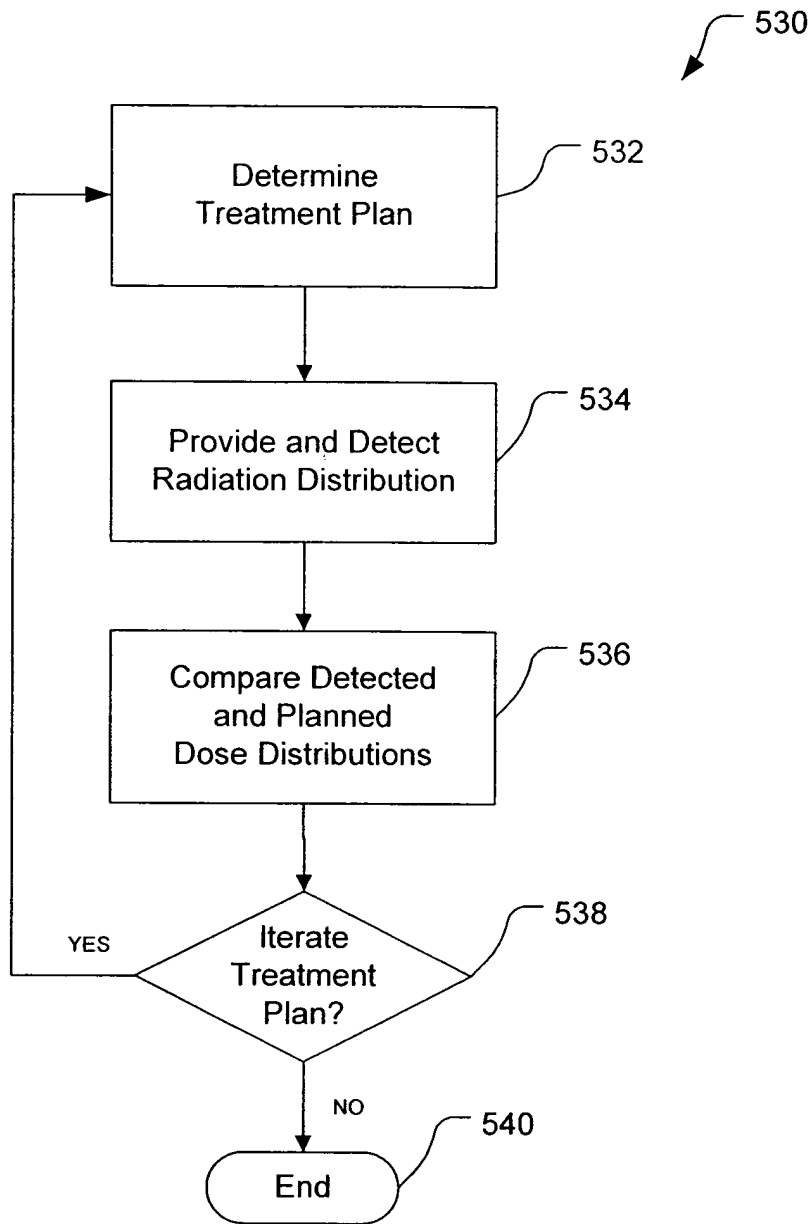 530
Determine
Treatment Plan
532
Provide and Detect
Radiation Distribution
534
Compare Detected
and Planned
Dose Distributions
536
Iterate
Treatment
Plan?
538
YES
NO
End
540